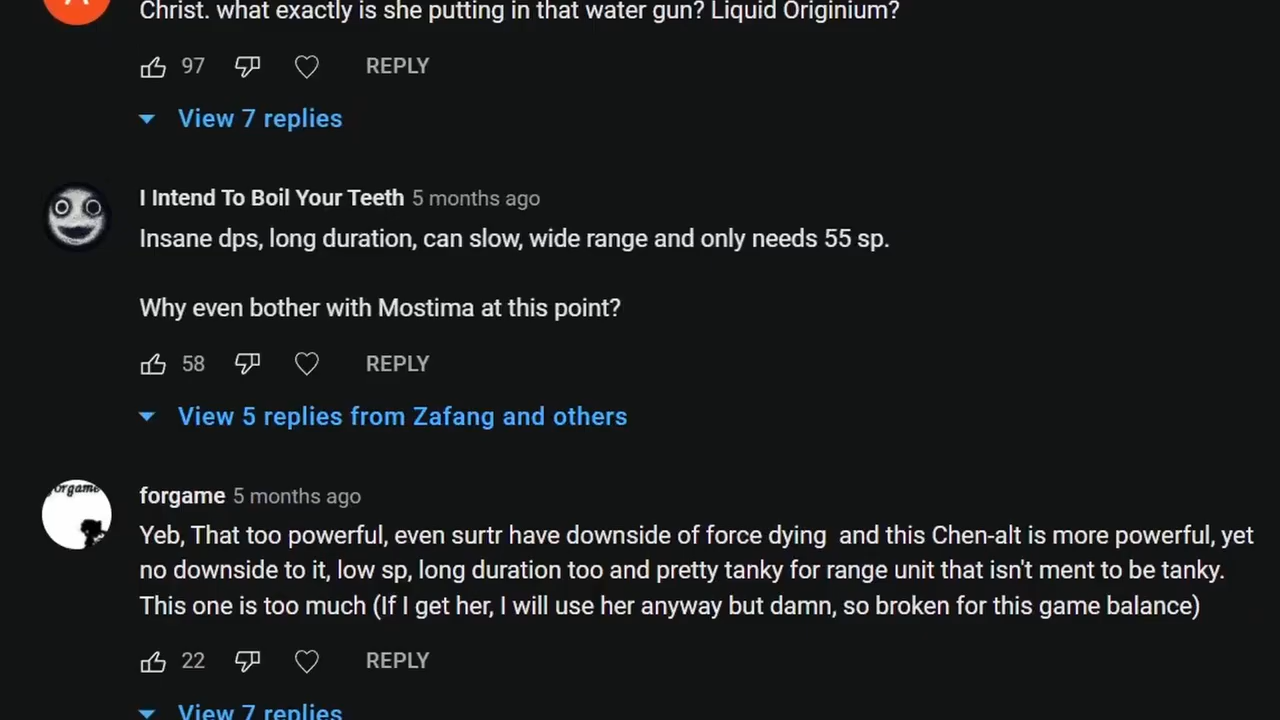 Christ. what exactly is she putting in that water gun? Liquid Originium?
97 REPLY
View 7 replies
I Intend To Boil Your Teeth 5 months ago
Insane dps, long duration, can slow, wide range and only needs 55 sp.
Why even bother with Mostima at this point?
58 REPLY
View 5 replies from Zafang and others
forgame
forgame 5 months ago
Yeb, That too powerful, even surtr have downside of force dying and this Chen-alt is more powerful, yet
no downside to it, low sp, long duration too and pretty tanky for range unit that isn't ment to be tanky.
This one is too much (If I get her, I will use her anyway but damn, so broken for this game balance)
22 REPLY
View 7 replies